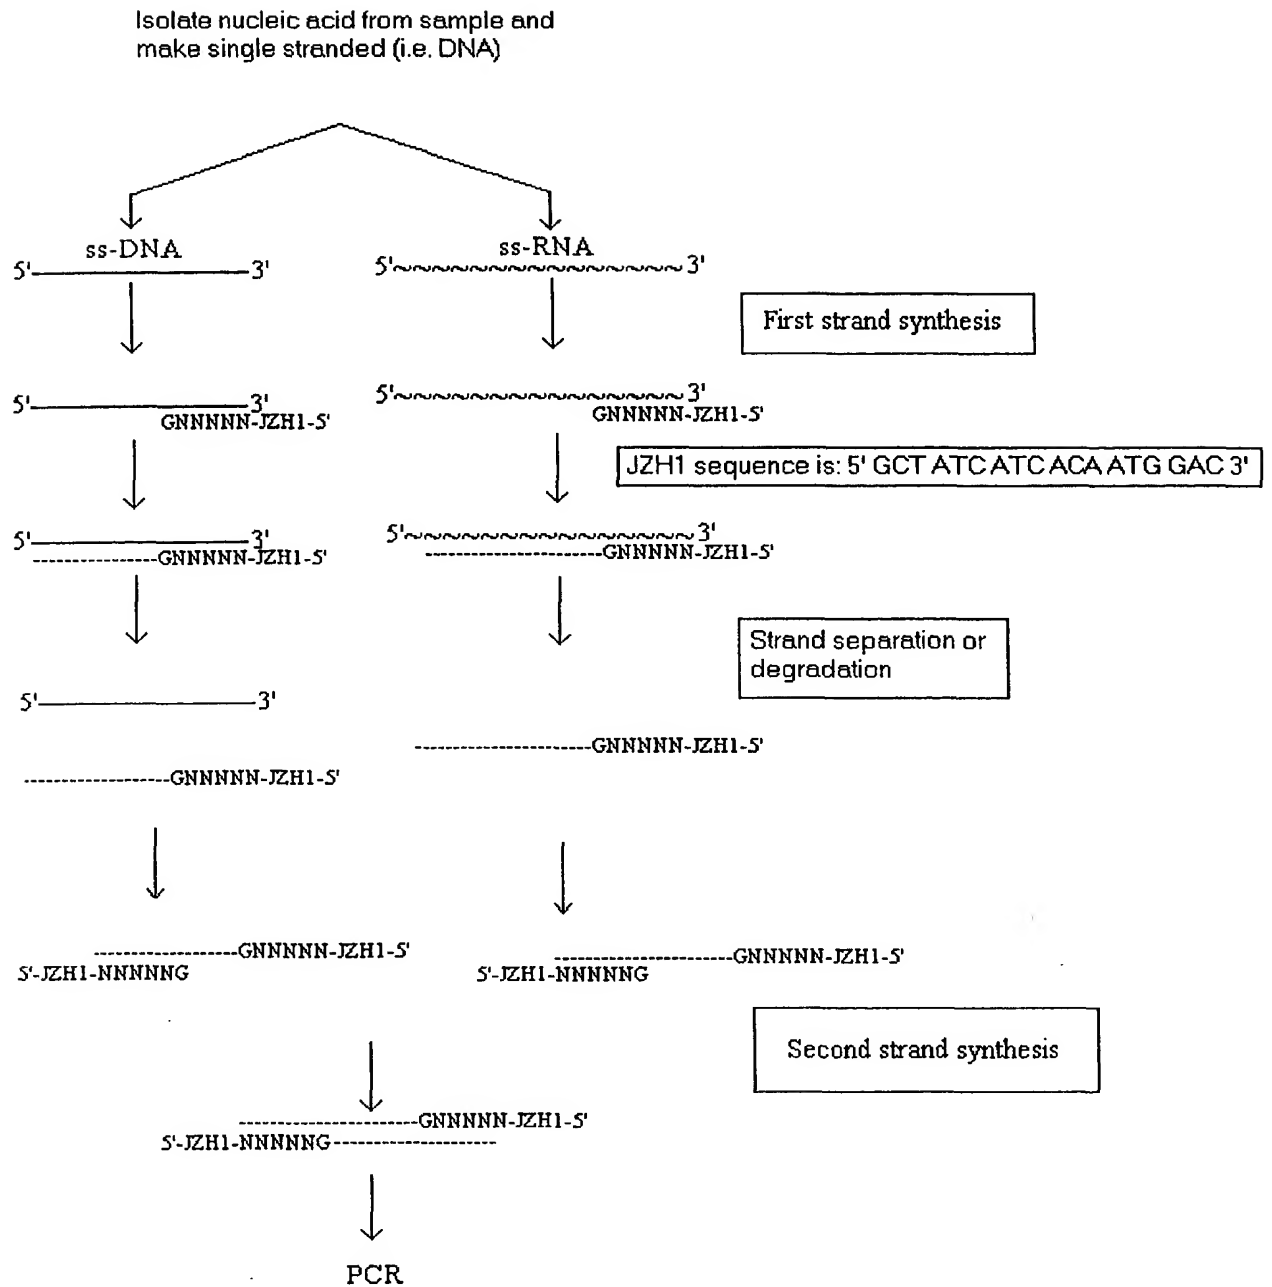 Isolate nucleic acid from sample and
make single stranded (i.e. DNA)
ss-DNA
ss-RNA
5' 3'
5'~~~~~~~~~~~~~~~~~~3'
First strand synthesis
5' 3'
GNNNNN-JZH1-5'
5'~~~~~~~~~~~~~~~~~~3'
GNNNNN-JZH1-5'
JZH1 sequence is: 5' GCT ATC ATC ACA ATG GAC 3'
5' 3'
----------------GNNNNN-JZH1-5'
5'~~~~~~~~~~~~~~~~~~3'
----------------------GNNNNN-JZH1-5'
Strand separation or
degradation
5' 3'
----------------------GNNNNN-JZH1-5'
------------------GNNNNN-JZH1-5'
------------------GNNNNN-JZH1-5'
5'-JZH1-NNNNNG
----------------------GNNNNN-JZH1-5'
5'-JZH1-NNNNNG
Second strand synthesis
----------------------GNNNNN-JZH1-5'
5'-JZH1-NNNNNG--------------------
PCR